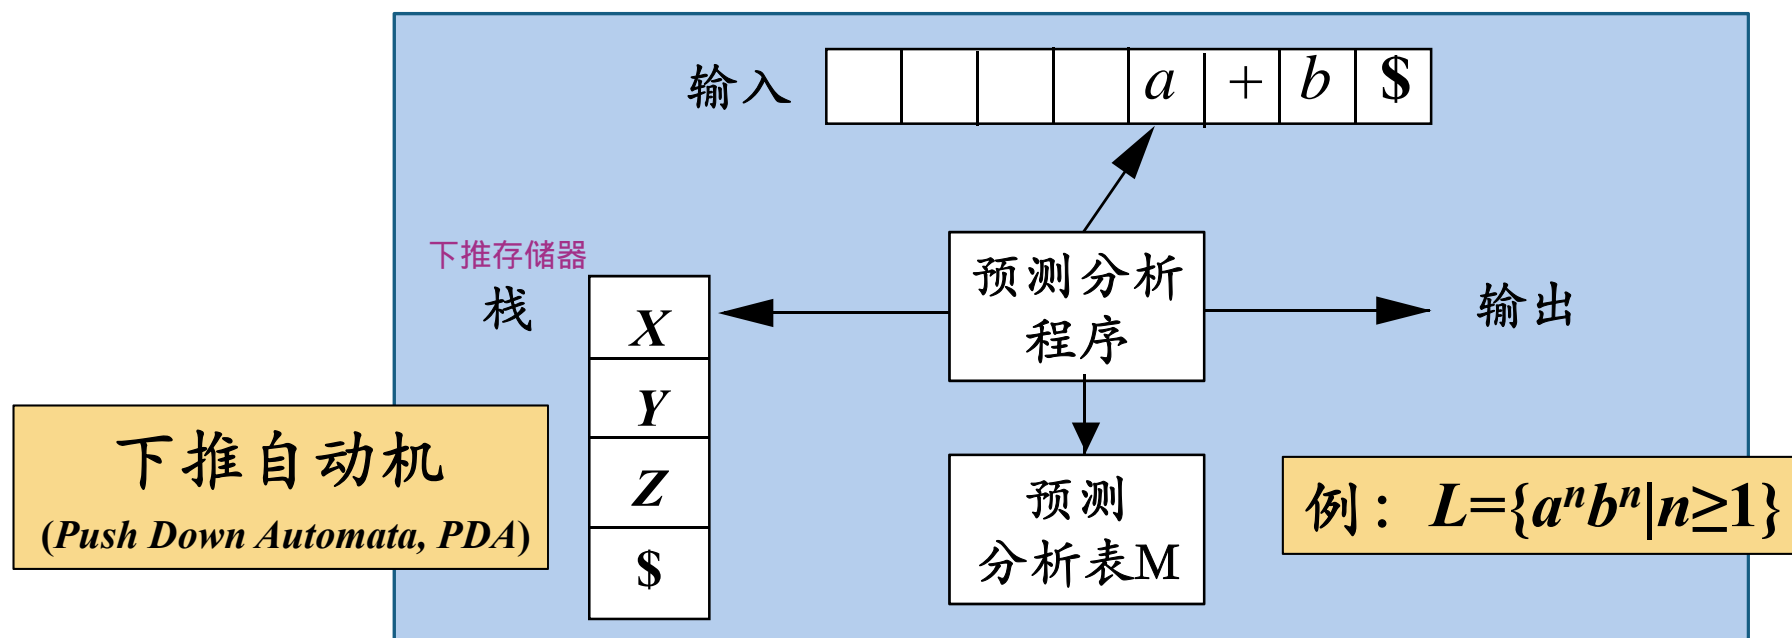 输入 a + b $
下推存储器
栈
X
Y
Z
$
预测分析
程序
输出
下推自动机
(Push Down Automata, PDA)
预测
分析表M
例：L={aⁿbⁿ|n≥1}